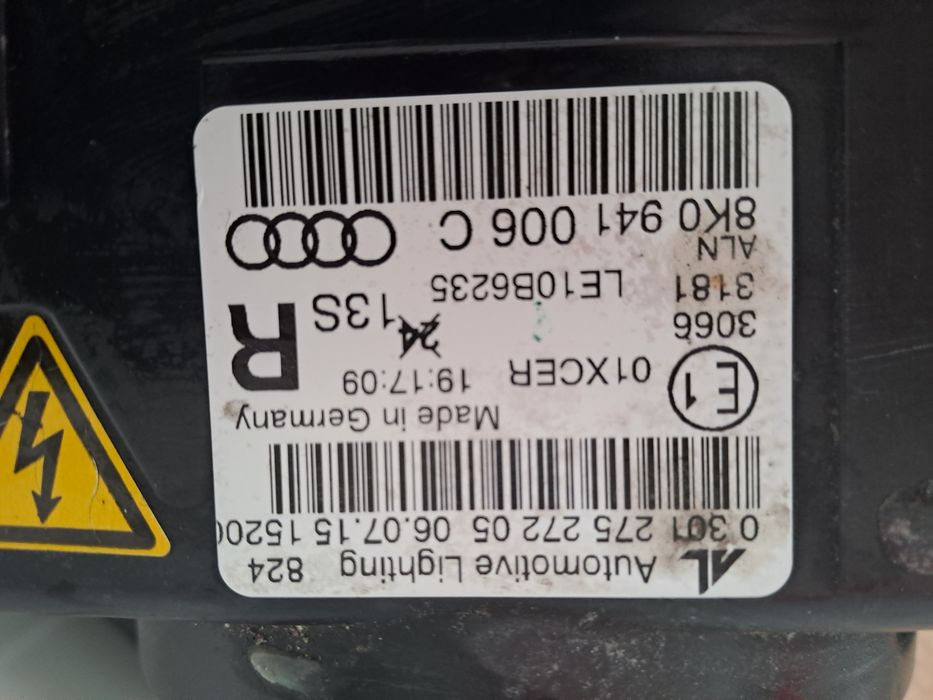 Automotive Lighting 824
0 301 275 272 05 06.07.15 1520
Made in Germany
E1 01XCER 19:17:09 R
3066 24 13S
3181 LE10B6235
ALN
8K0 941 006 C